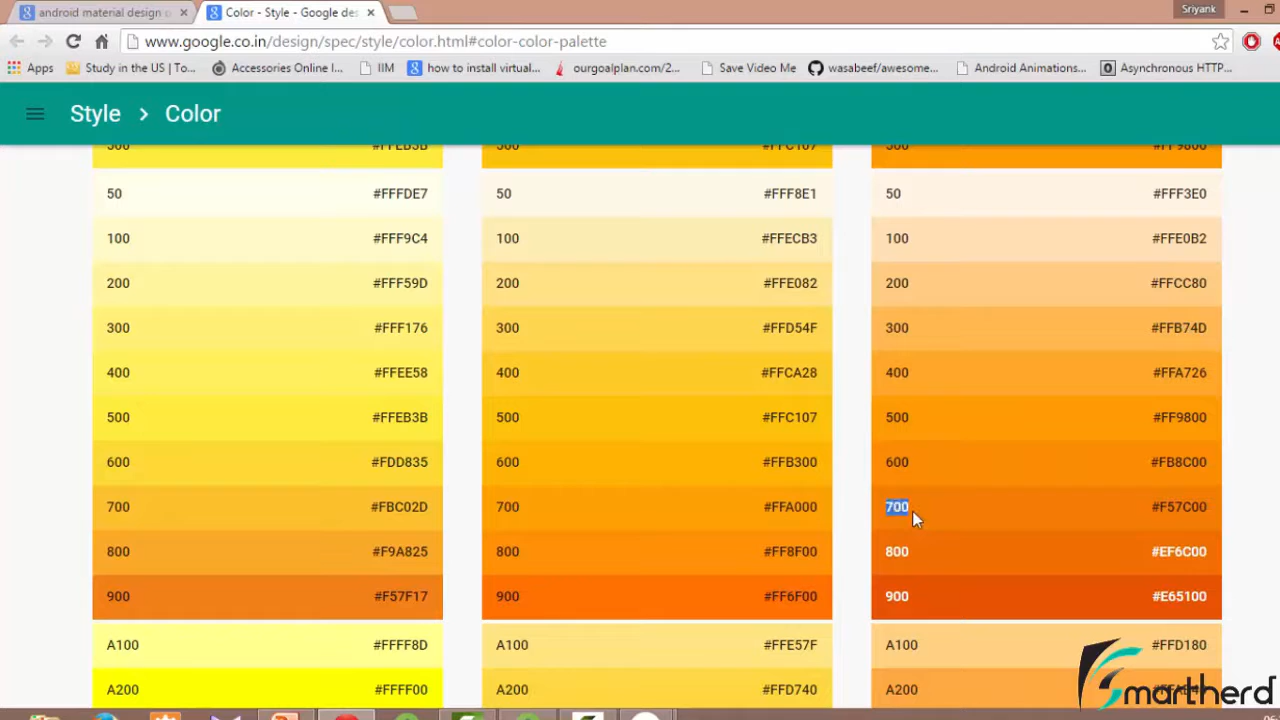 android material design c
Color - Style - Google des
Sriyank
www.google.co.in/design/spec/style/color.html#color-color-palette
Apps
Study in the US | To...
Accessories Online I...
IIM
how to install virtual...
ourgoalplan.com/2...
Save Video Me
wasabeef/awesome...
Android Animations...
Asynchronous HTTP...
Style > Color
500 #FFEB3B
50 #FFFDE7
100 #FFF9C4
200 #FFF59D
300 #FFF176
400 #FFEE58
500 #FFEB3B
600 #FDD835
700 #FBC02D
800 #F9A825
900 #F57F17
A100 #FFFF8D
A200 #FFFF00
500 #FFC107
50 #FFF8E1
100 #FFECB3
200 #FFE082
300 #FFD54F
400 #FFCA28
500 #FFC107
600 #FFB300
700 #FFA000
800 #FF8F00
900 #FF6F00
A100 #FFE57F
A200 #FFD740
500 #FF9800
50 #FFF3E0
100 #FFE0B2
200 #FFCC80
300 #FFB74D
400 #FFA726
500 #FF9800
600 #FB8C00
700 #F57C00
800 #EF6C00
900 #E65100
A100 #FFD180
A200
Smartherd